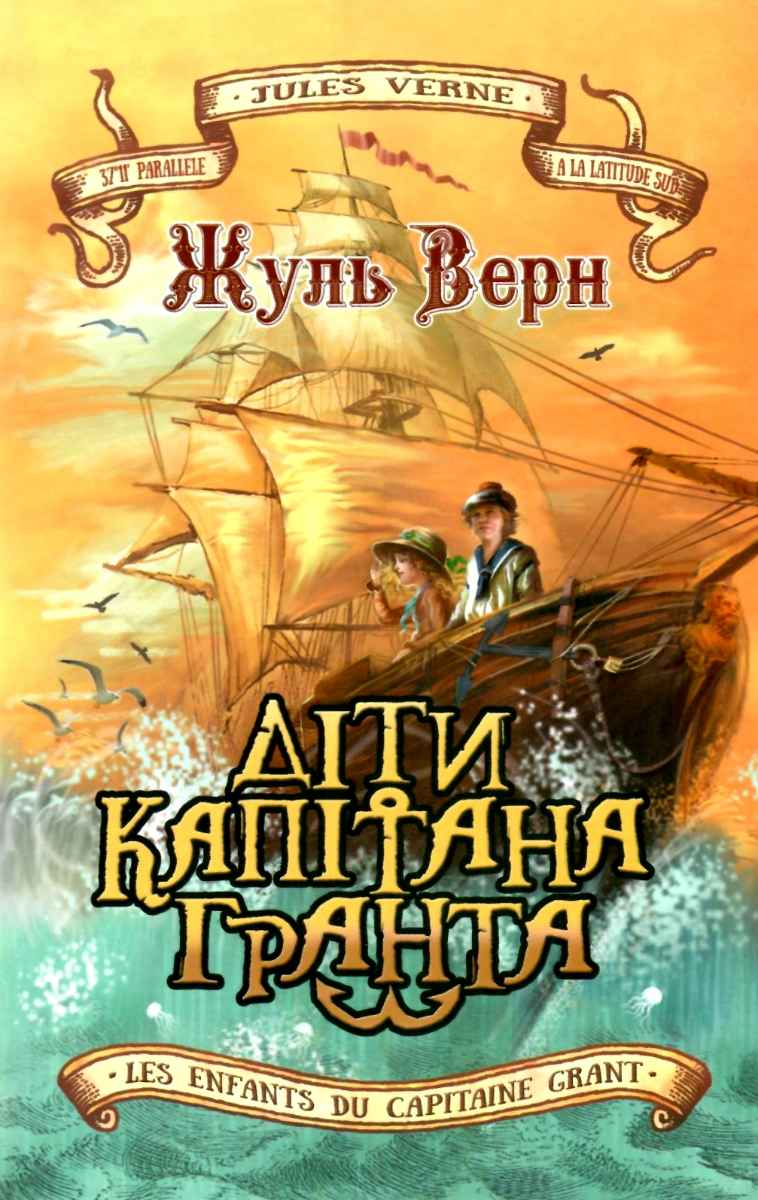 · JULES VERNE ·
37°11' PARALLELE
A LA LATITUDE SUD
Жуль Верн
ДІТИ
КАПІТАНА
ГРАНТА
· LES ENFANTS DU CAPITAINE GRANT ·